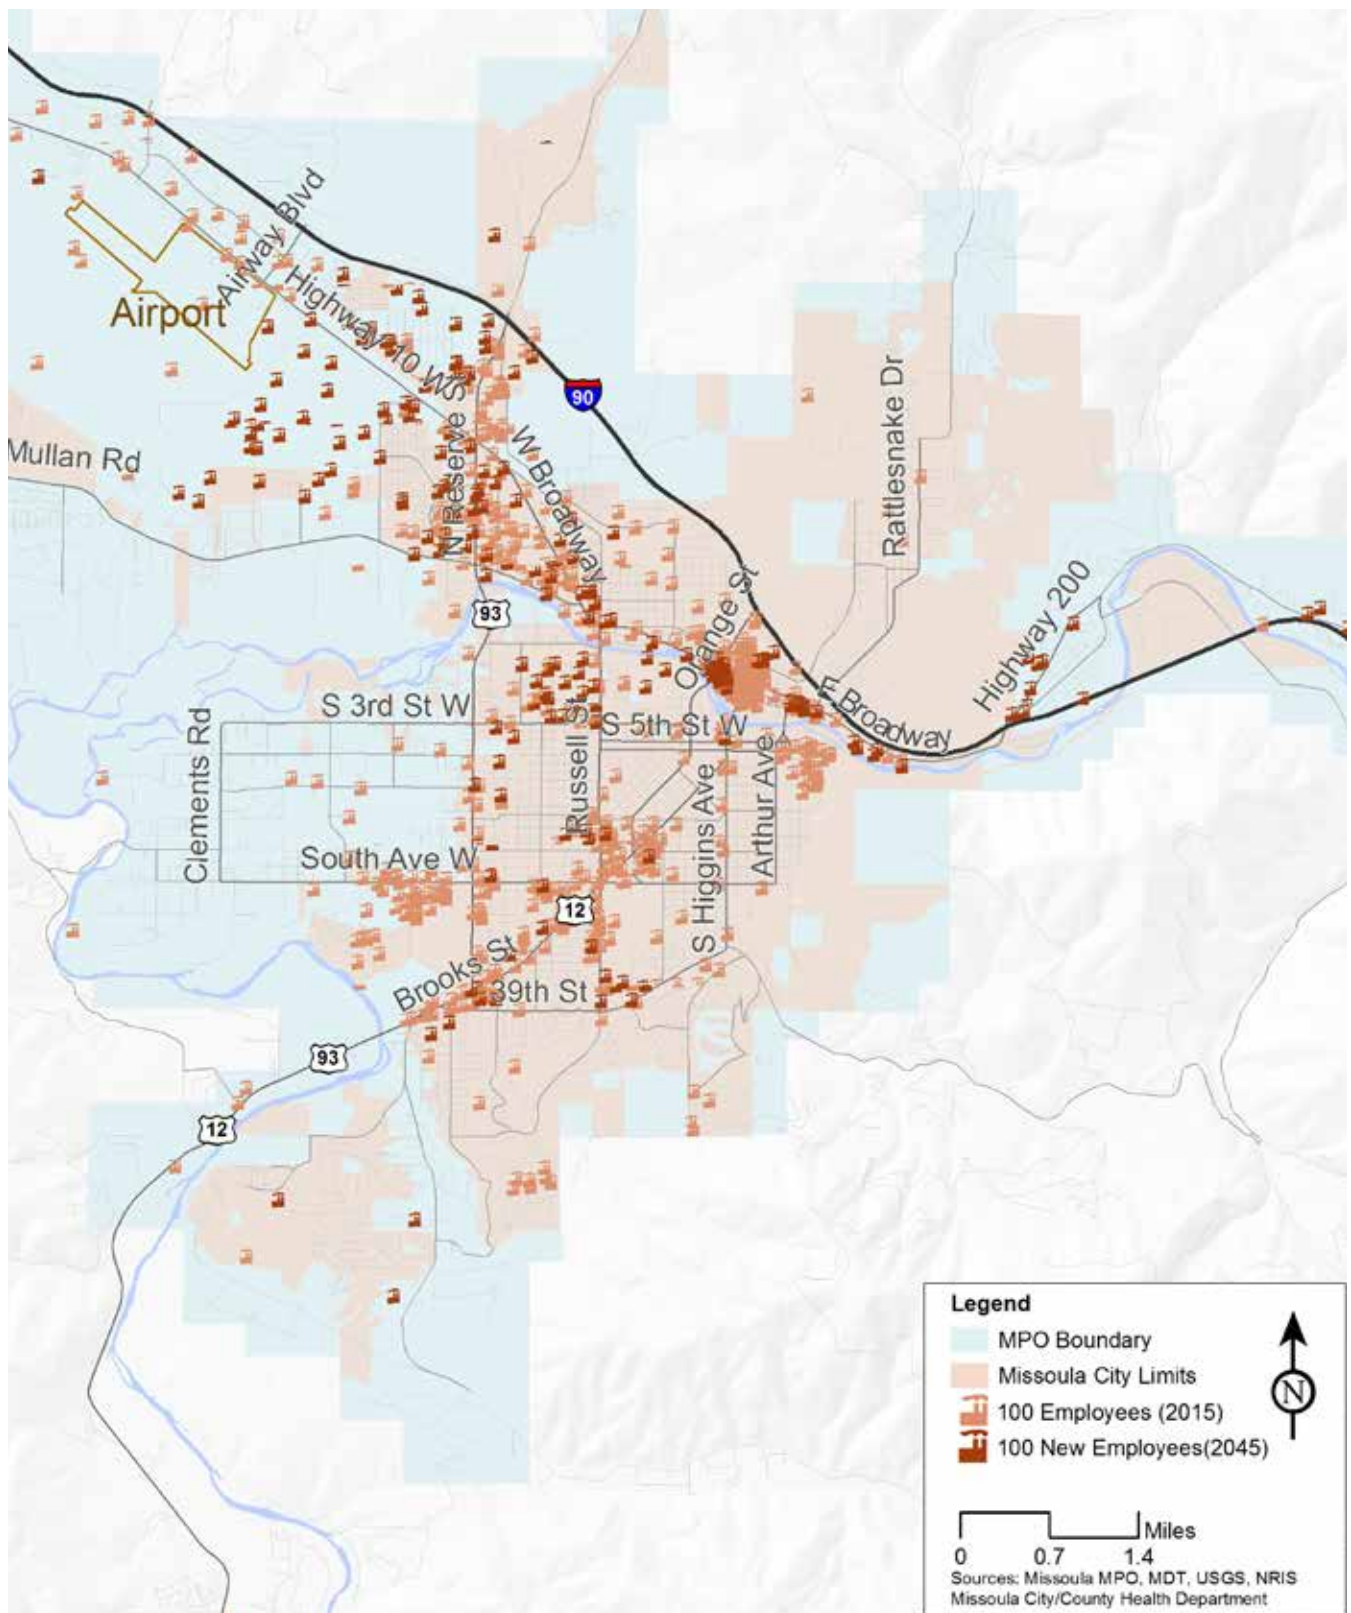 Airway Blvd
Highway 10 W
Airport
90
Mullan Rd
N Reserve St
W Broadway
Rattlesnake Dr
Orange St
Highway 200
93
E Broadway
S 3rd St W
S 5th St W
Clements Rd
Russell St
S Higgins Ave
Arthur Ave
South Ave W
12
Brooks St
39th St
93
12
Legend
MPO Boundary
Missoula City Limits
100 Employees (2015)
100 New Employees(2045)
N
Miles
0 0.7 1.4
Sources: Missoula MPO, MDT, USGS, NRIS
Missoula City/County Health Department